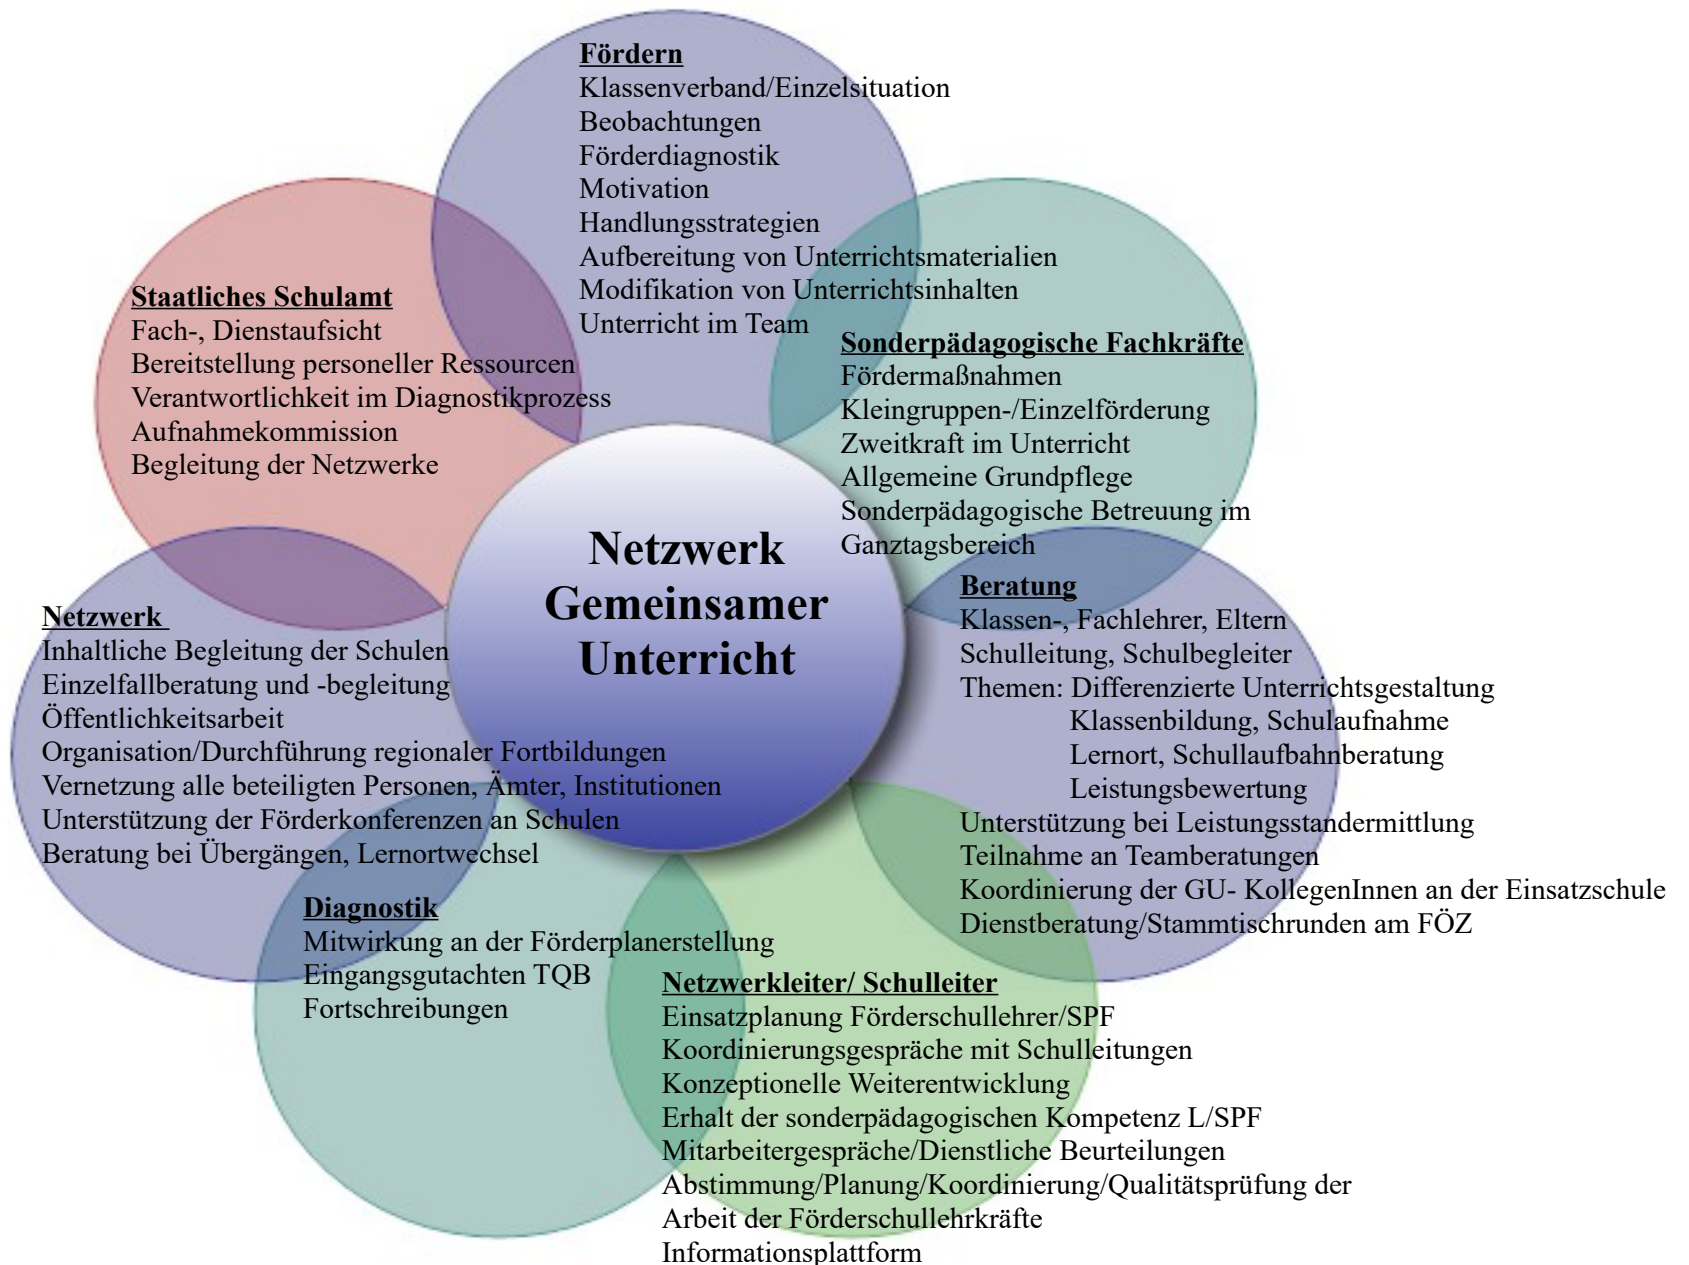 Fördern
Klassenverband/Einzelsituation
Beobachtungen
Förderdiagnostik
Motivation
Handlungsstrategien
Aufbereitung von Unterrichtsmaterialien
Modifikation von Unterrichtsinhalten
Unterricht im Team
Staatliches Schulamt
Fach-, Dienstaufsicht
Bereitstellung personeller Ressourcen
Verantwortlichkeit im Diagnostikprozess
Aufnahmekommission
Begleitung der Netzwerke
Sonderpädagogische Fachkräfte
Fördermaßnahmen
Kleingruppen-/Einzelförderung
Zweitkraft im Unterricht
Allgemeine Grundpflege
Sonderpädagogische Betreuung im
Ganztagsbereich
Netzwerk
Gemeinsamer
Unterricht
Beratung
Klassen-, Fachlehrer, Eltern
Schulleitung, Schulbegleiter
Themen: Differenzierte Unterrichtsgestaltung
Klassenbildung, Schulaufnahme
Lernort, Schullaufbahnberatung
Leistungsbewertung
Unterstützung bei Leistungsstandermittlung
Teilnahme an Teamberatungen
Koordinierung der GU- KollegenInnen an der Einsatzschule
Dienstberatung/Stammtischrunden am FÖZ
Netzwerk
Inhaltliche Begleitung der Schulen
Einzelfallberatung und -begleitung
Öffentlichkeitsarbeit
Organisation/Durchführung regionaler Fortbildungen
Vernetzung alle beteiligten Personen, Ämter, Institutionen
Unterstützung der Förderkonferenzen an Schulen
Beratung bei Übergängen, Lernortwechsel
Diagnostik
Mitwirkung an der Förderplanerstellung
Eingangsgutachten TQB
Fortschreibungen
Netzwerkleiter/ Schulleiter
Einsatzplanung Förderschullehrer/SPF
Koordinierungsgespräche mit Schulleitungen
Konzeptionelle Weiterentwicklung
Erhalt der sonderpädagogischen Kompetenz L/SPF
Mitarbeitergespräche/Dienstliche Beurteilungen
Abstimmung/Planung/Koordinierung/Qualitätsprüfung der
Arbeit der Förderschullehrkräfte
Informationsplattform